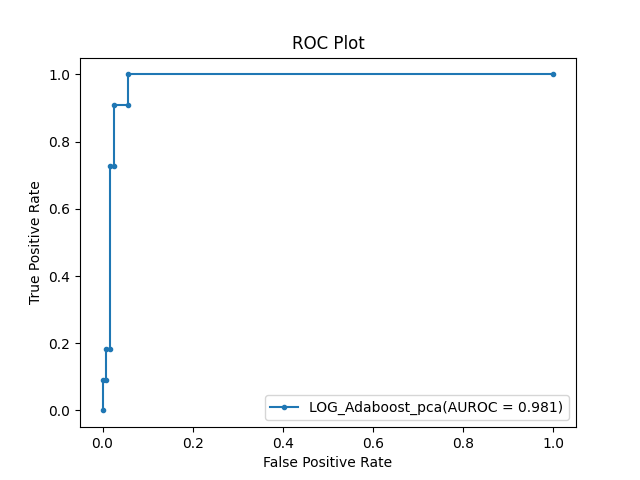 ROC Plot
1.0
0.8
0.6
0.4
0.2
0.0
True Positive Rate
LOG_Adaboost_pca(AUROC = 0.981)
0.0 0.2 0.4 0.6 0.8 1.0
False Positive Rate